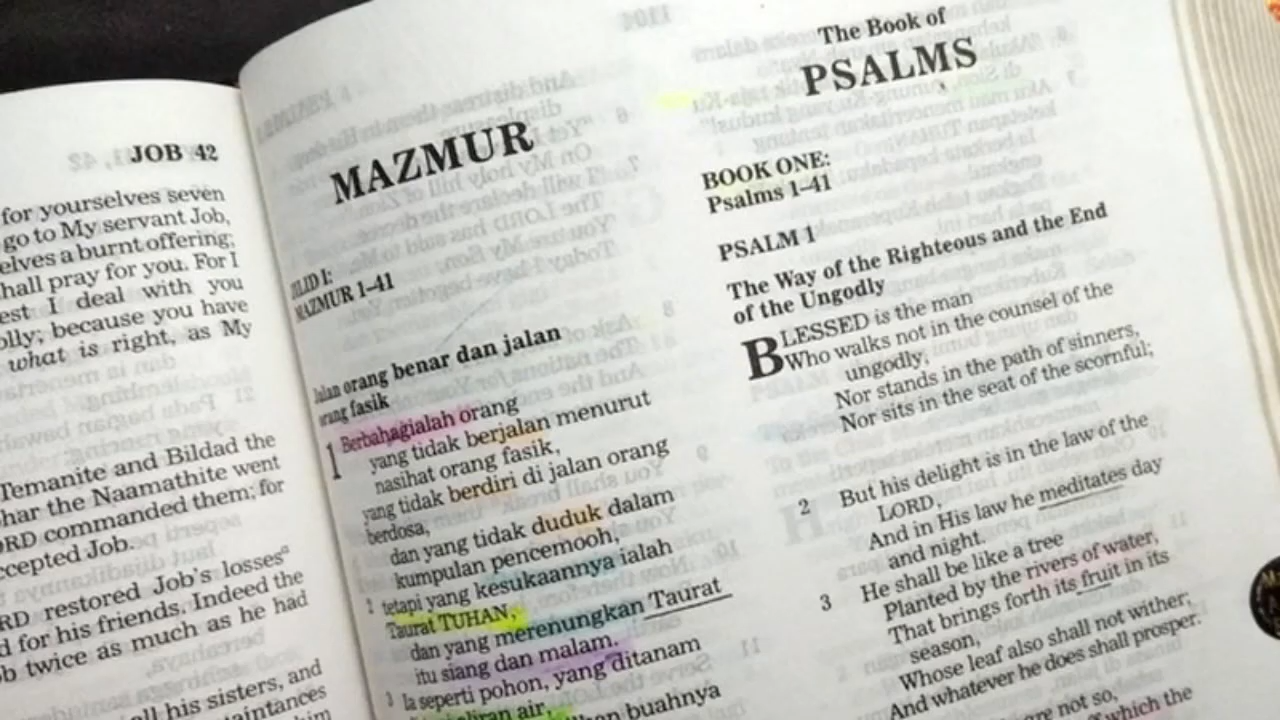 JOB 42
for yourselves seven
go to My servant Job,
a burnt offering;
shall pray for you. For I
I deal with you
because you have
what is right, as My
Temanite and Bildad the
the Naamathite went
commanded them; for
accepted Job.
restored Job's losses
for his friends. Indeed the
twice as much as he had
all his sisters, and
MAZMUR
MAZMUR 1–41
Jalan orang benar dan jalan
orang fasik
1 Berbahagialah orang
yang tidak berjalan menurut
nasihat orang fasik,
yang tidak berdiri di jalan orang
berdosa,
dan yang tidak duduk dalam
kumpulan pencemooh,
2 tetapi yang kesukaannya ialah
Taurat TUHAN,
dan yang merenungkan Taurat
itu siang dan malam.
3 Ia seperti pohon, yang ditanam
aliran air,
buahnya
The Book of
PSALMS
BOOK ONE:
Psalms 1–41
PSALM 1
The Way of the Righteous and the End
of the Ungodly
BLESSED is the man
Who walks not in the counsel of the
ungodly,
Nor stands in the path of sinners,
Nor sits in the seat of the scornful;
2 But his delight is in the law of the
LORD,
And in His law he meditates day
and night.
3 He shall be like a tree
Planted by the rivers of water,
That brings forth its fruit in its
season,
Whose leaf also shall not wither;
And whatever he does shall prosper.
are not so,
which the